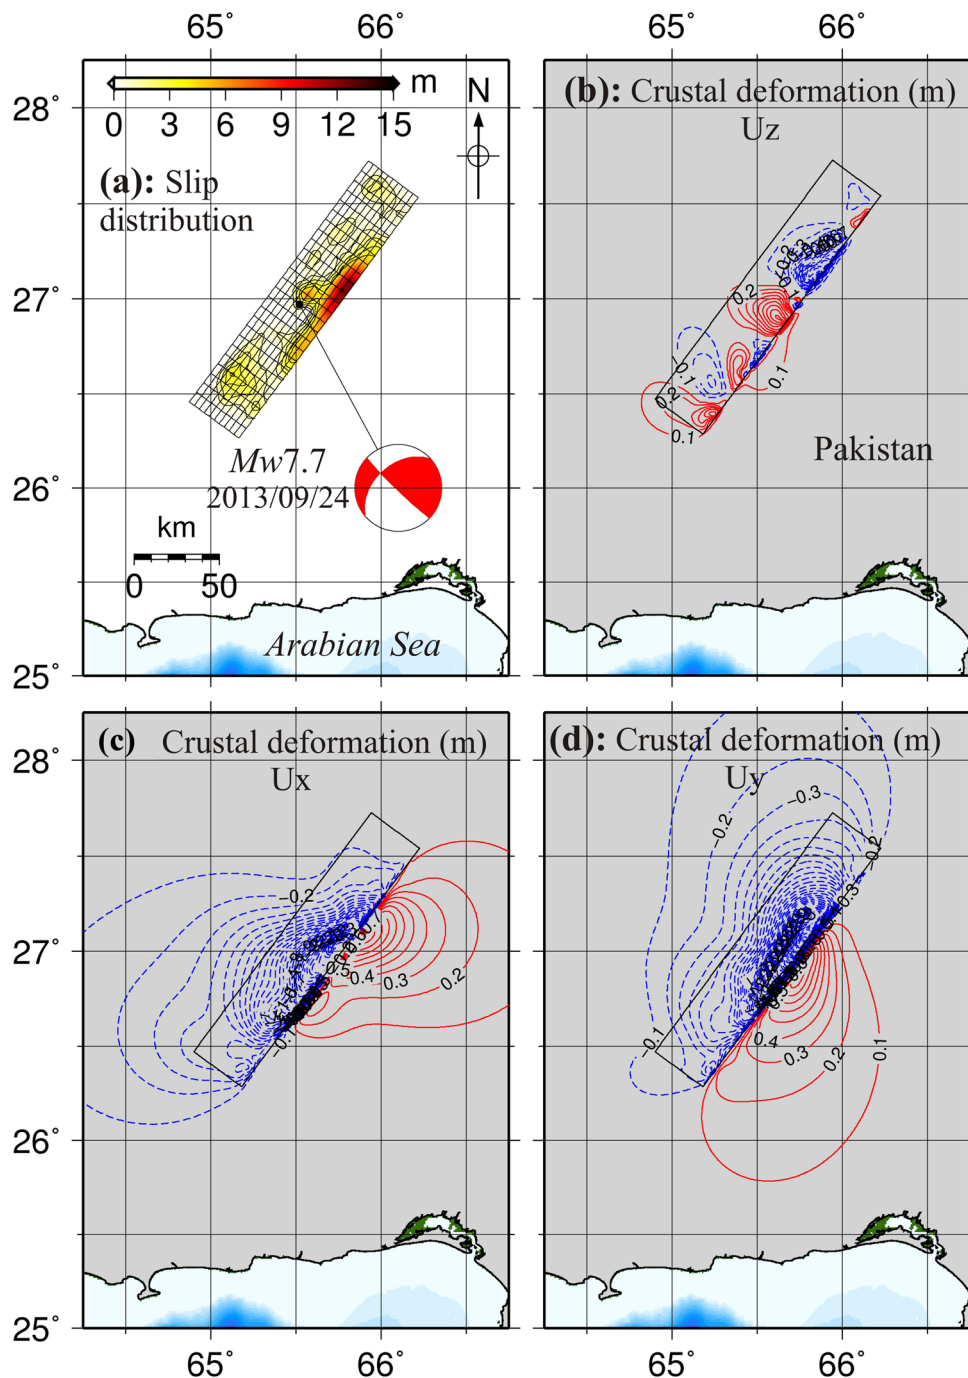 65° 66° 65° 66°
28°
m
0 3 6 9 12 15
N
(a): Slip
distribution
27°
Mw7.7
2013/09/24
26°
km
0 50
Arabian Sea
25°
(b): Crustal deformation (m)
Uz
0.2
0.1
0.2
0.1
Pakistan
28°
(c) Crustal deformation (m)
Ux
−0.2
27°
0.5
0.4
0.3
0.2
26°
25°
65° 66°
(d): Crustal deformation (m)
Uy
−0.3
−0.2
−0.2
−0.1
0.4
0.3
0.2
0.1
65° 66°